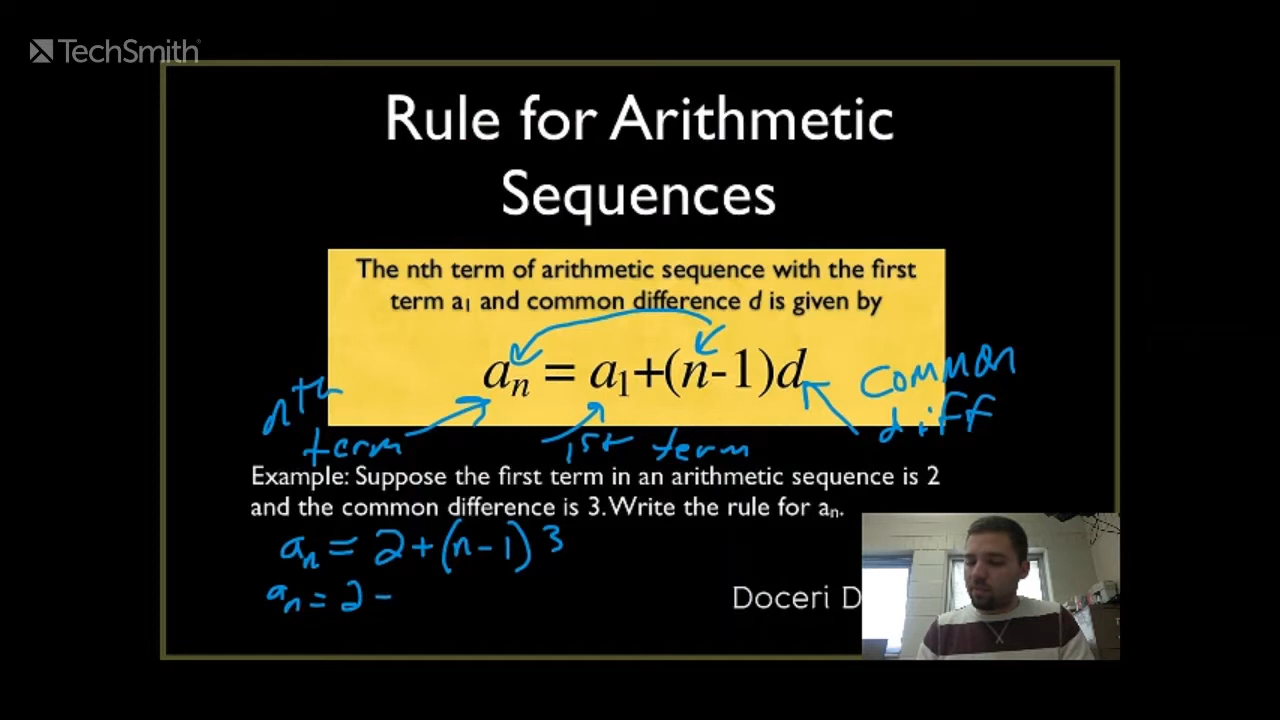 TechSmith
Rule for Arithmetic
Sequences
The nth term of arithmetic sequence with the first
term a₁ and common difference d is given by
aₙ = a₁+(n-1)d
nth
term
1st term
common
diff
Example: Suppose the first term in an arithmetic sequence is 2
and the common difference is 3. Write the rule for aₙ.
aₙ = 2+(n-1)3
aₙ = 2 -
Doceri D